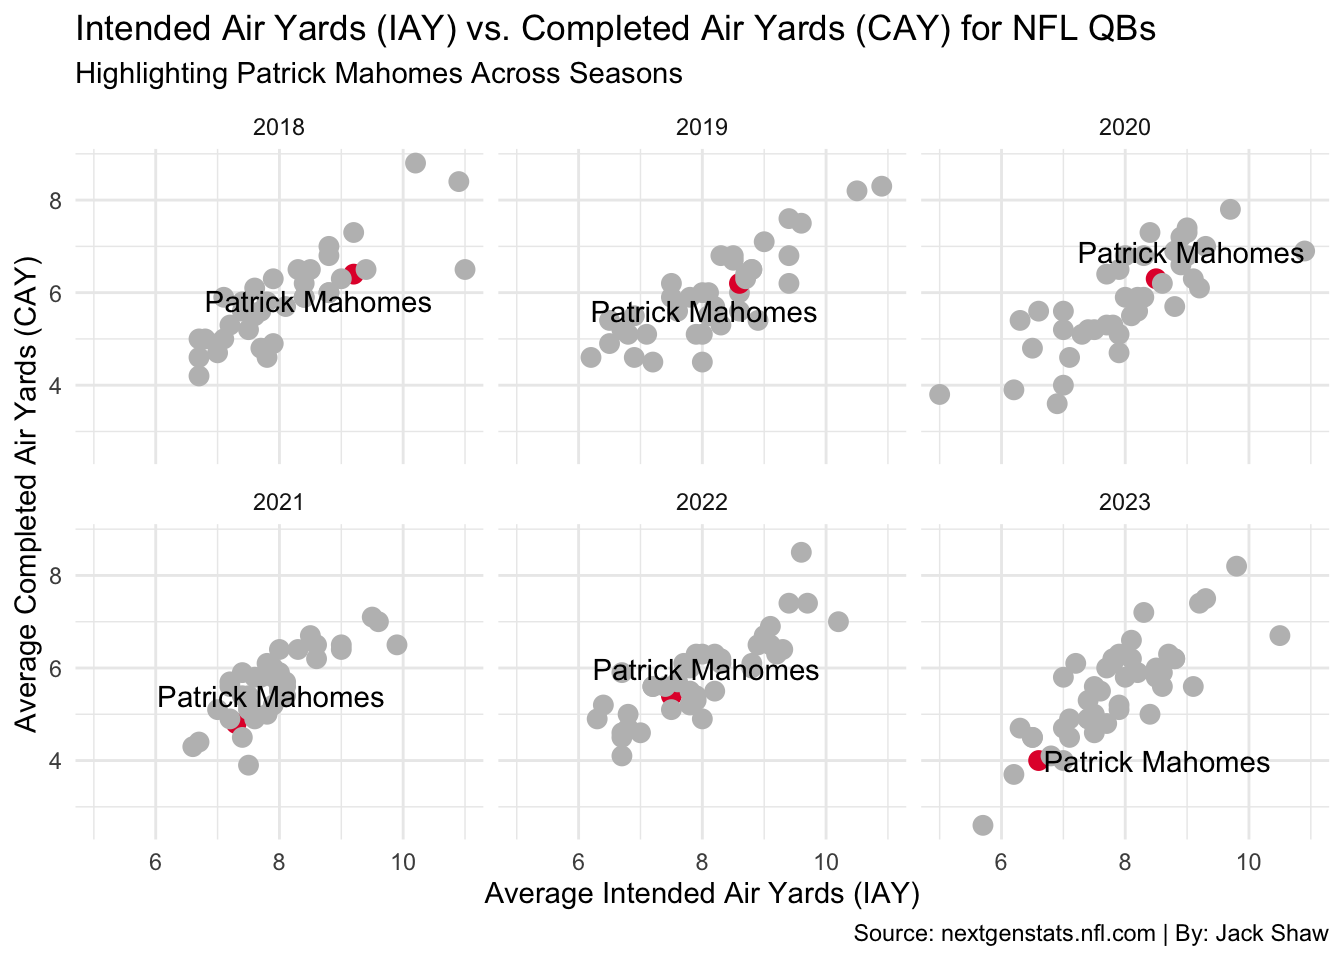 Intended Air Yards (IAY) vs. Completed Air Yards (CAY) for NFL QBs
Highlighting Patrick Mahomes Across Seasons
2018
2019
2020
Patrick Mahomes
Patrick Mahomes
Patrick Mahomes
8
6
4
2021
2022
2023
Patrick Mahomes
Patrick Mahomes
Patrick Mahomes
8
6
4
6
8
10
6
8
10
6
8
10
Average Completed Air Yards (CAY)
Average Intended Air Yards (IAY)
Source: nextgenstats.nfl.com | By: Jack Shaw